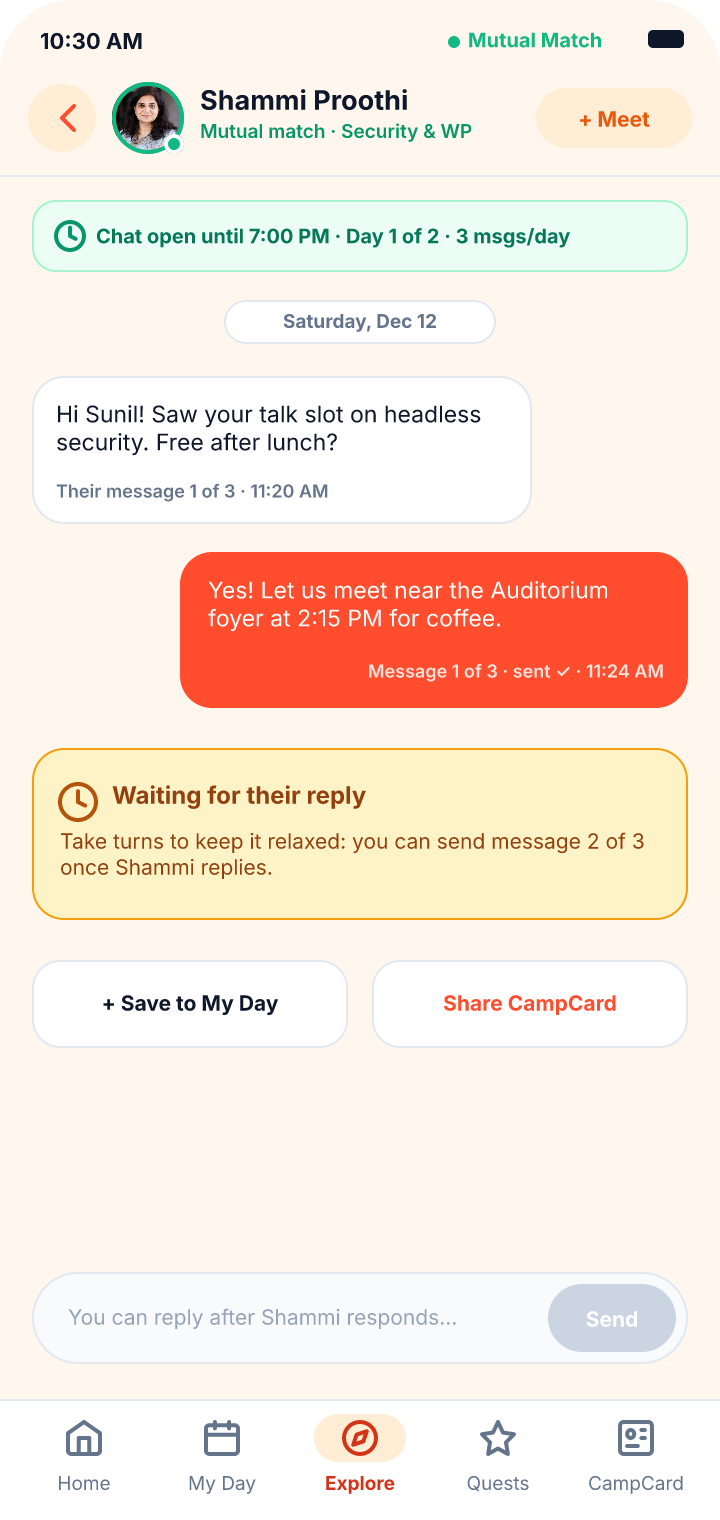 10:30 AM
Mutual Match
Shammi Proothi
Mutual match · Security & WP
+ Meet
Chat open until 7:00 PM · Day 1 of 2 · 3 msgs/day
Saturday, Dec 12
Hi Sunil! Saw your talk slot on headless
security. Free after lunch?
Their message 1 of 3 · 11:20 AM
Yes! Let us meet near the Auditorium
foyer at 2:15 PM for coffee.
Message 1 of 3 · sent ✓ · 11:24 AM
Waiting for their reply
Take turns to keep it relaxed: you can send message 2 of 3
once Shammi replies.
+ Save to My Day
Share CampCard
You can reply after Shammi responds...
Send
Home
My Day
Explore
Quests
CampCard